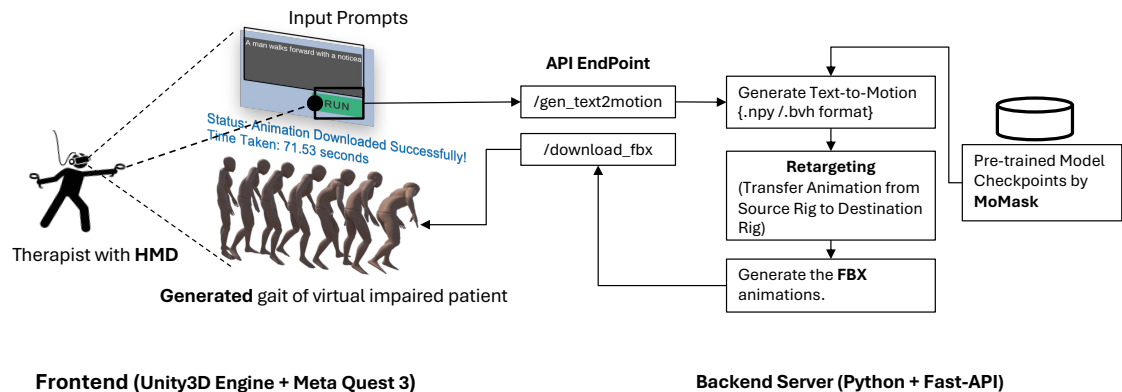 Input Prompts
A man walks forward with a noticea
RUN
Status: Animation Downloaded Successfully!
Time Taken: 71.53 seconds
Therapist with HMD
Generated gait of virtual impaired patient
API EndPoint
/gen_text2motion
/download_fbx
Generate Text-to-Motion
{.npy /.bvh format}
Retargeting
(Transfer Animation from
Source Rig to Destination
Rig)
Generate the FBX
animations.
Pre-trained Model
Checkpoints by
MoMask
Frontend (Unity3D Engine + Meta Quest 3)
Backend Server (Python + Fast-API)